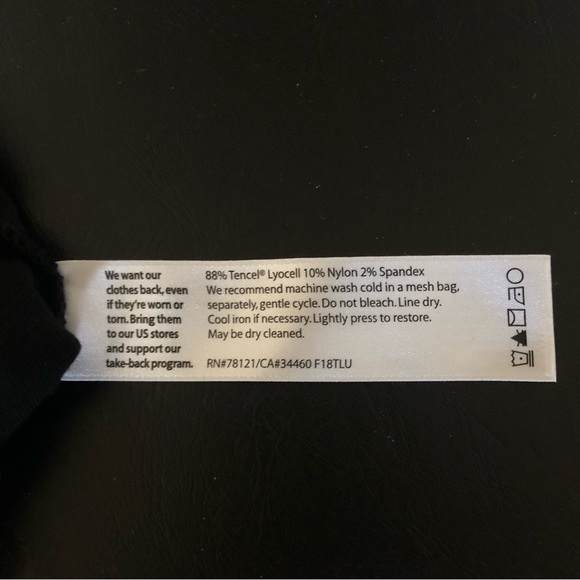 We want our
clothes back, even
if they're worn or
torn. Bring them
to our US stores
and support our
take-back program.
88% Tencel® Lyocell 10% Nylon 2% Spandex
We recommend machine wash cold in a mesh bag,
separately, gentle cycle. Do not bleach. Line dry.
Cool iron if necessary. Lightly press to restore.
May be dry cleaned.
RN#78121/CA#34460 F18TLU